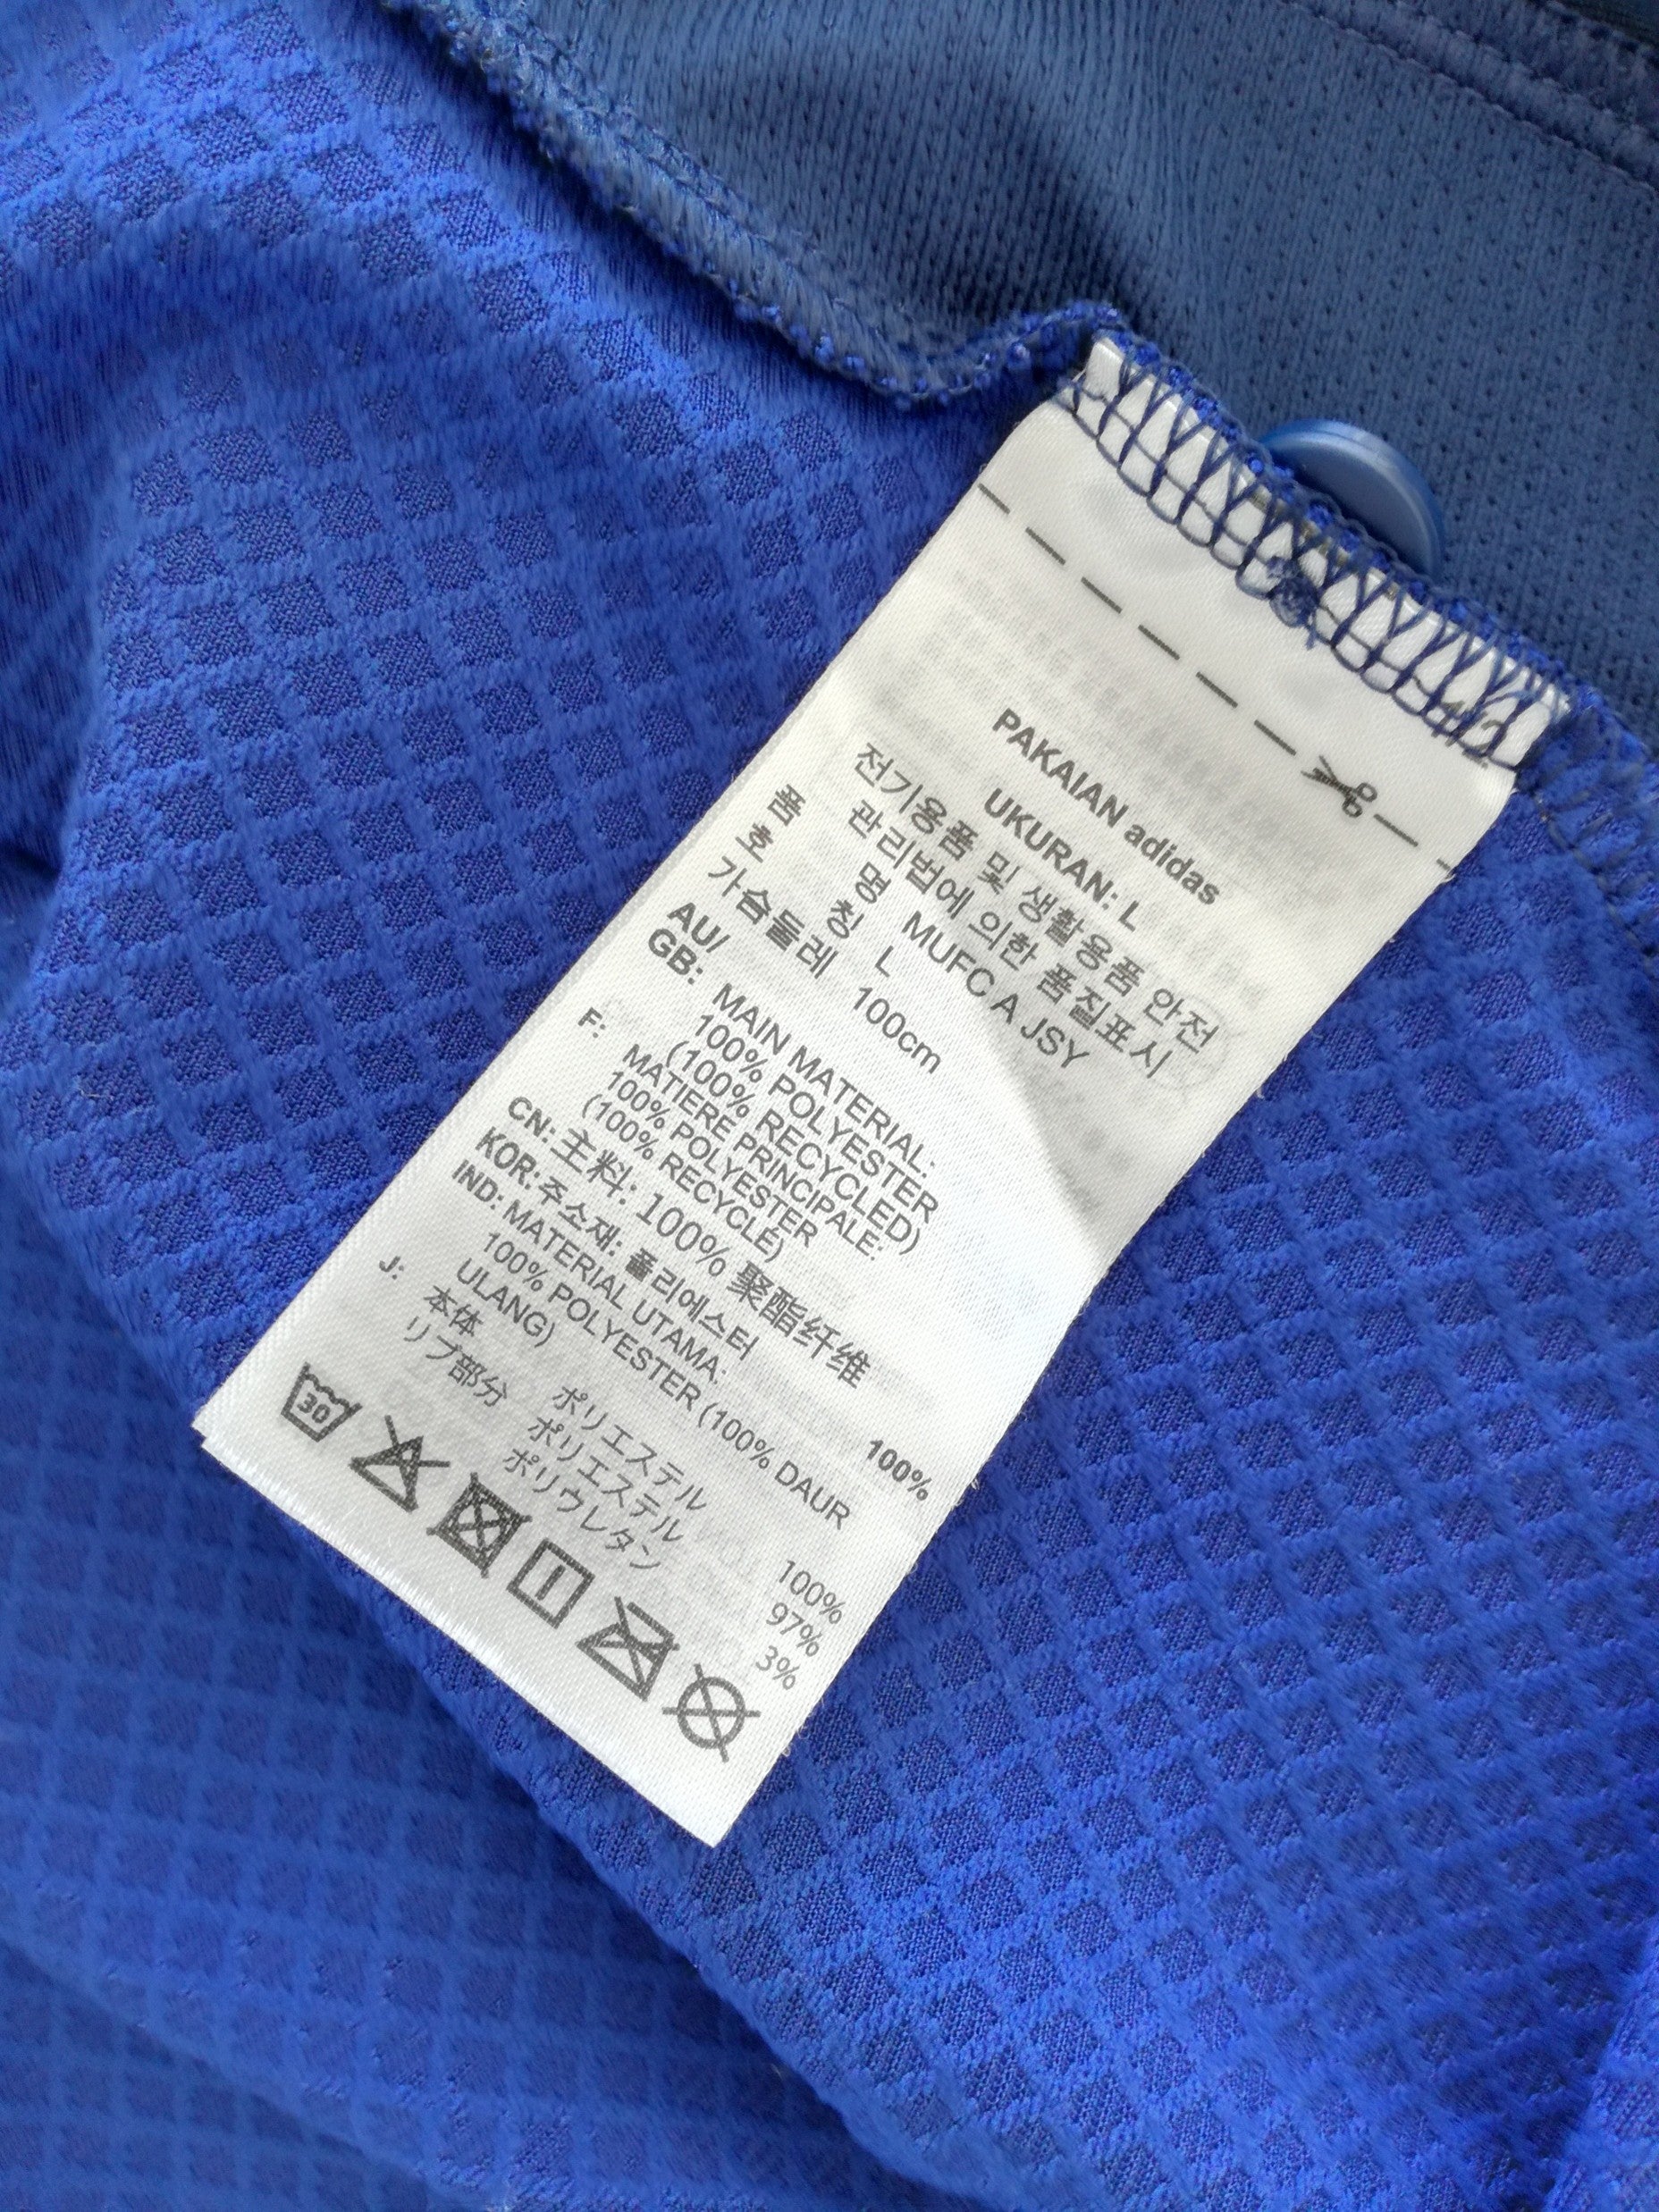 PAKAIAN adidas
UKURAN: L
전기용품 및 생활용품 안전
관리법에 의한 품질표시
품 명 MUFC A JSY
호 칭 L
가슴둘레 100cm
AU/
GB: MAIN MATERIAL:
100% POLYESTER
(100% RECYCLED)
F: MATIERE PRINCIPALE:
100% POLYESTER
(100% RECYCLÉ)
CN: 主料: 100% 聚酯纤维
KOR: 주소재: 폴리에스터 100%
IND: MATERIAL UTAMA:
100% POLYESTER (100% DAUR
ULANG)
J: 本体 ポリエステル 100%
リブ部分 ポリエステル 97%
ポリウレタン 3%
30